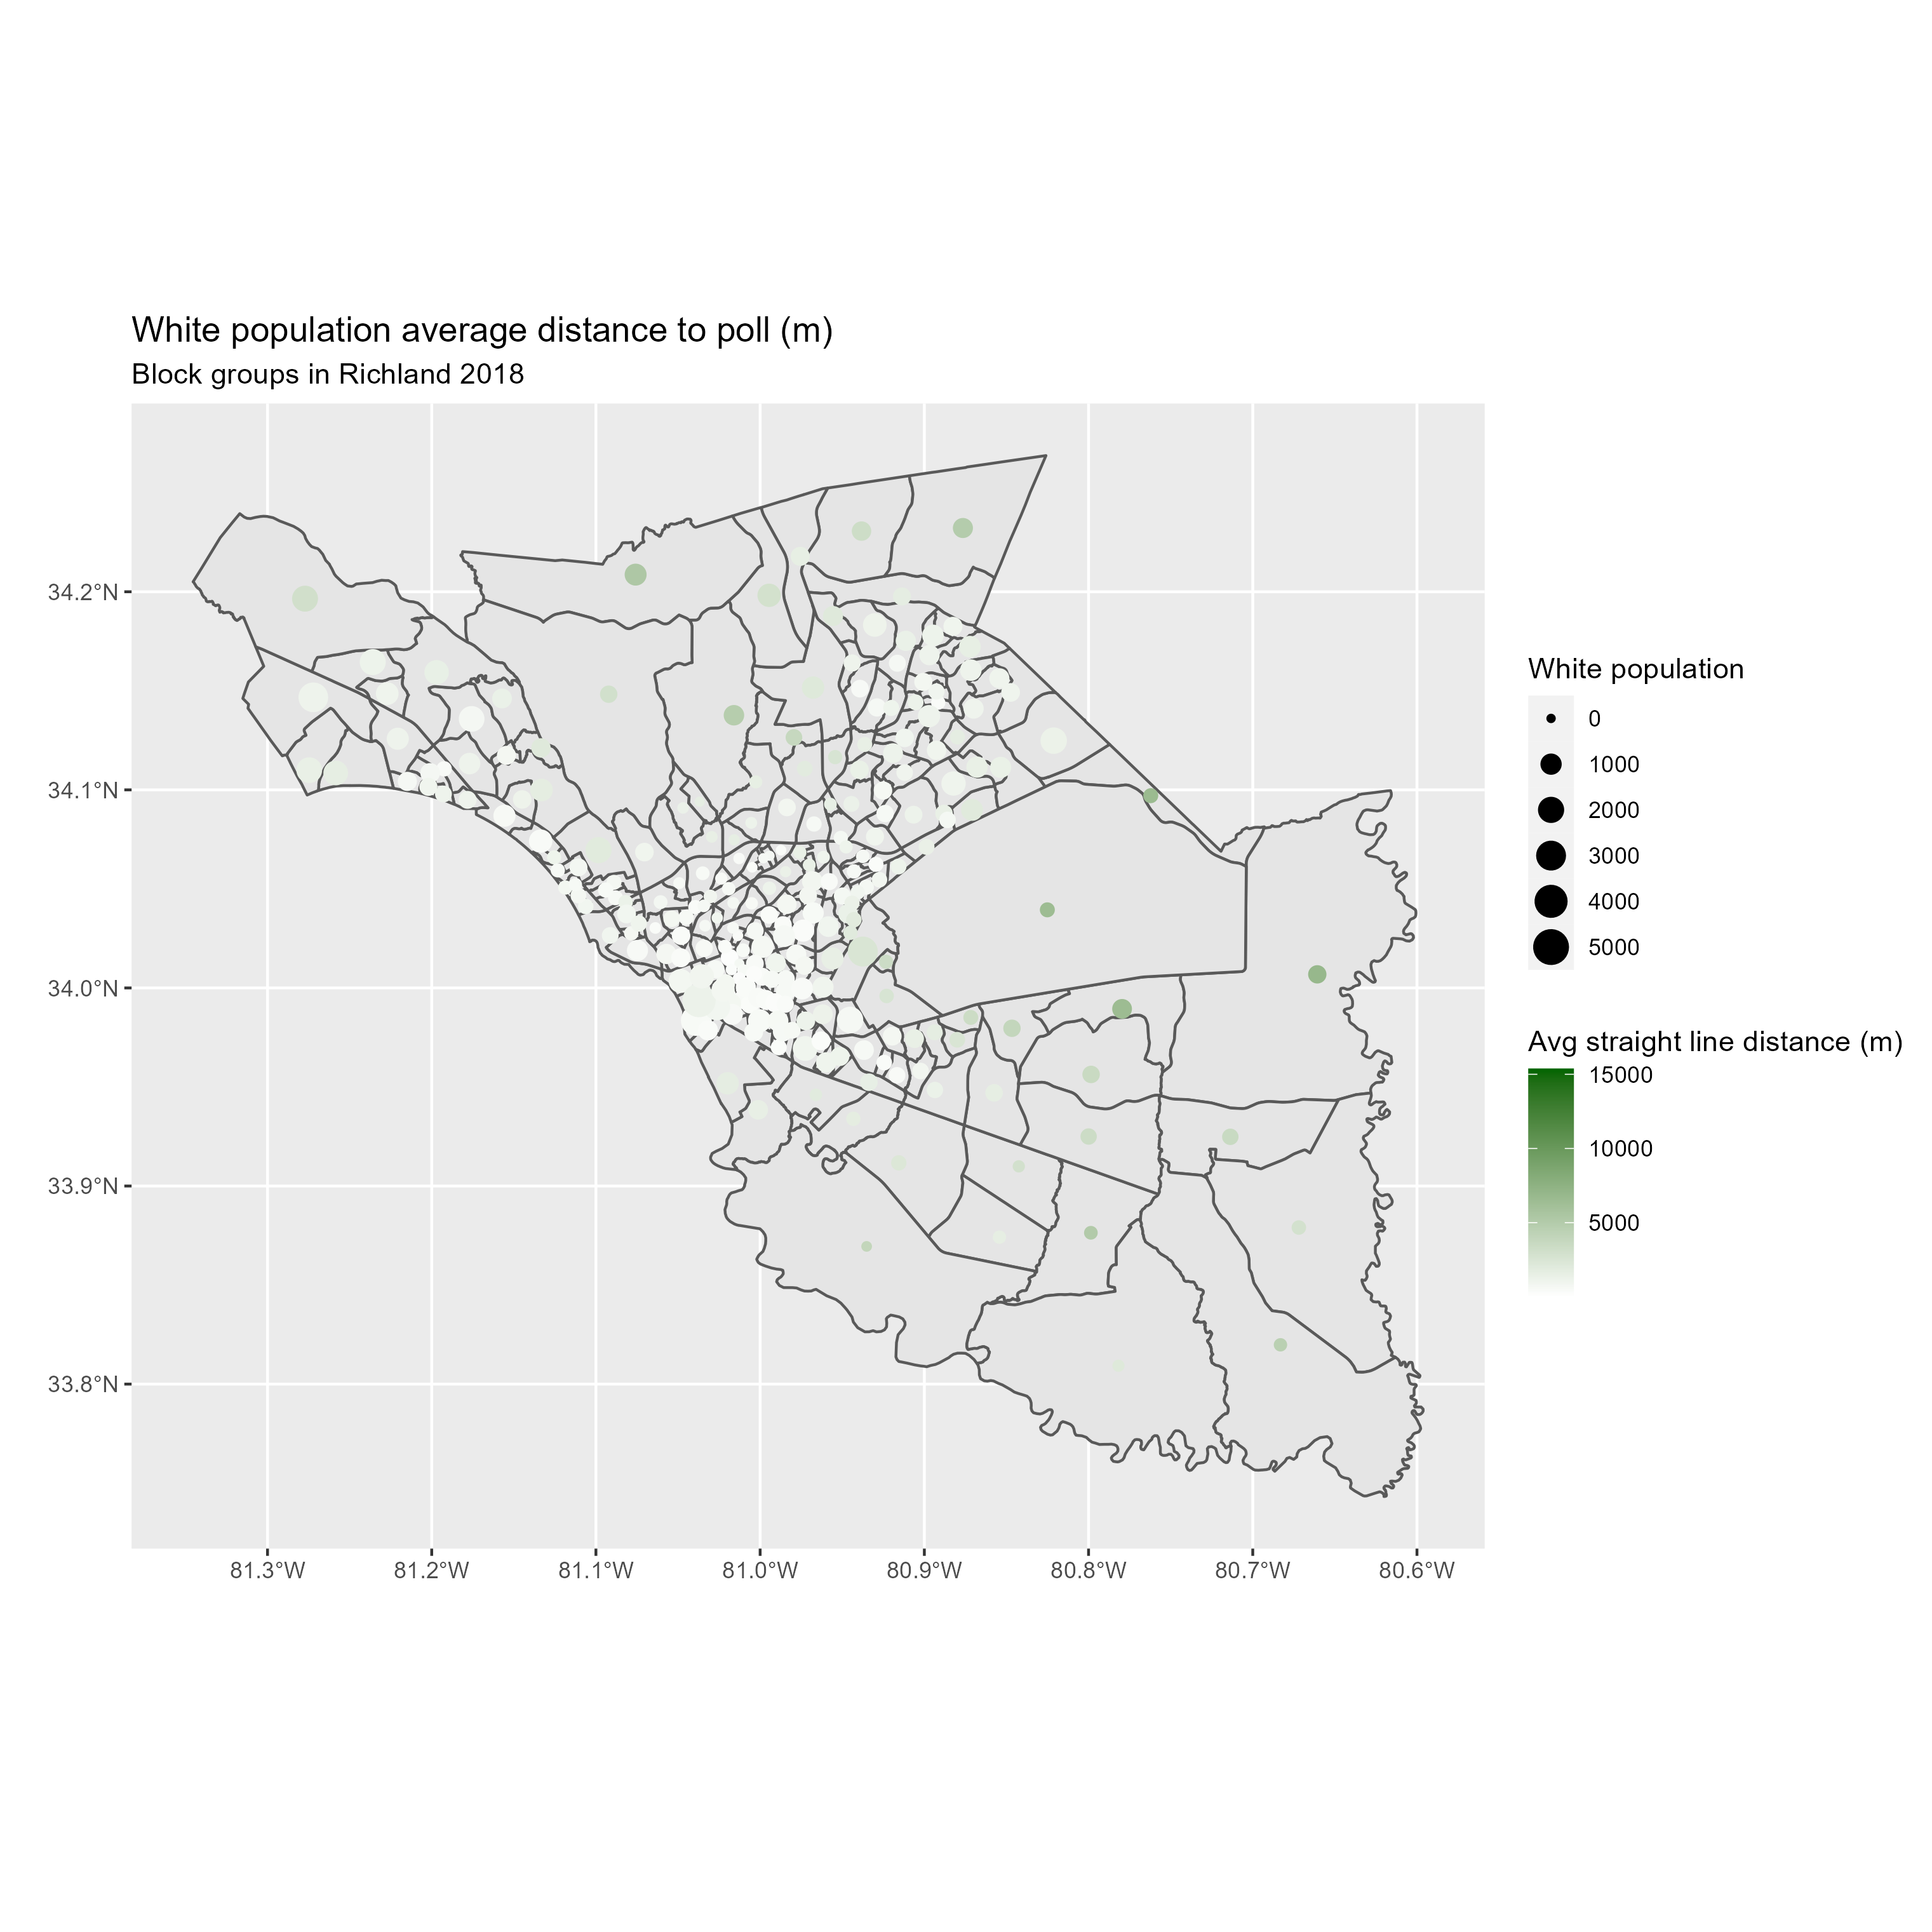 White population average distance to poll (m)
Block groups in Richland 2018
34.2°N
34.1°N
34.0°N
33.9°N
33.8°N
81.3°W
81.2°W
81.1°W
81.0°W
80.9°W
80.8°W
80.7°W
80.6°W
White population
0
1000
2000
3000
4000
5000
Avg straight line distance (m)
15000
10000
5000